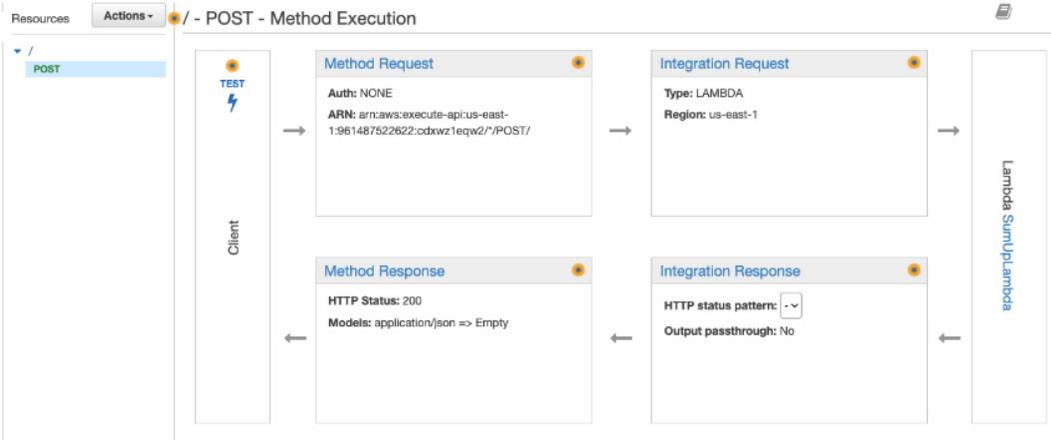 Resources
Actions
/ - POST - Method Execution
/
POST
TEST
Client
Method Request
Auth: NONE
ARN: arn:aws:execute-api:us-east-
1:961487522622:cdxwz1eqw2/*/POST/
Integration Request
Type: LAMBDA
Region: us-east-1
Lambda SumUpLambda
Method Response
HTTP Status: 200
Models: application/json => Empty
Integration Response
HTTP status pattern: -
Output passthrough: No